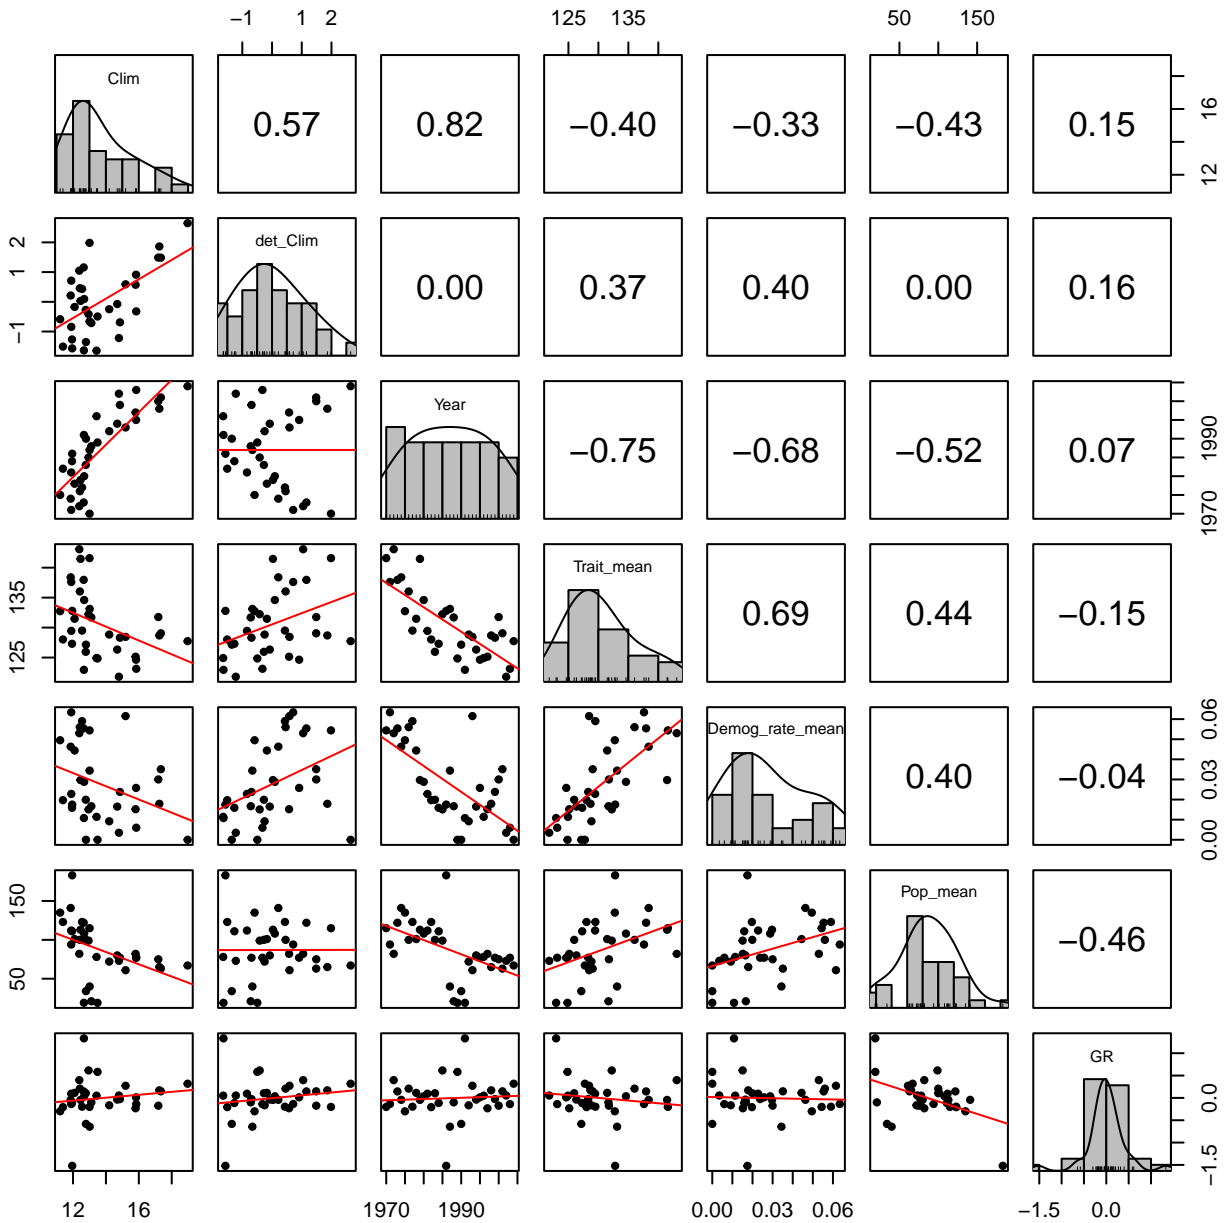 −1 1 2 125 135 50 150
Clim 0.57 0.82 −0.40 −0.33 −0.43 0.15 12 16
−1 1 2 det_Clim 0.00 0.37 0.40 0.00 0.16
Year −0.75 −0.68 −0.52 0.07 1970 1990
125 135 Trait_mean 0.69 0.44 −0.15
Demog_rate_mean 0.40 −0.04 0.00 0.03 0.06
50 150 Pop_mean −0.46
GR −1.5 0.0
12 16 1970 1990 0.00 0.03 0.06 −1.5 0.0